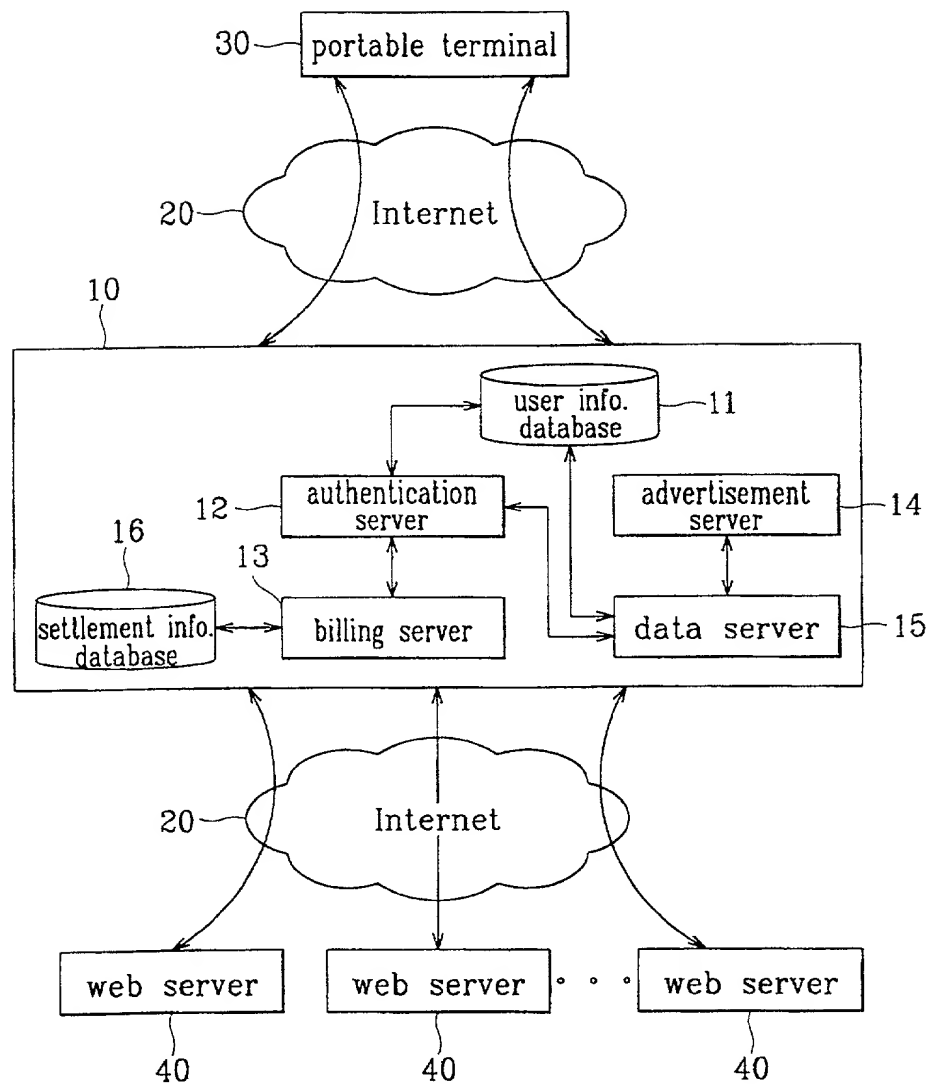 30
portable terminal
20
Internet
10
user info.
database
11
12
authentication
server
advertisement
server
14
16
13
settlement info.
database
billing server
data server
15
20
Internet
web server
web server
web server
40
40
40